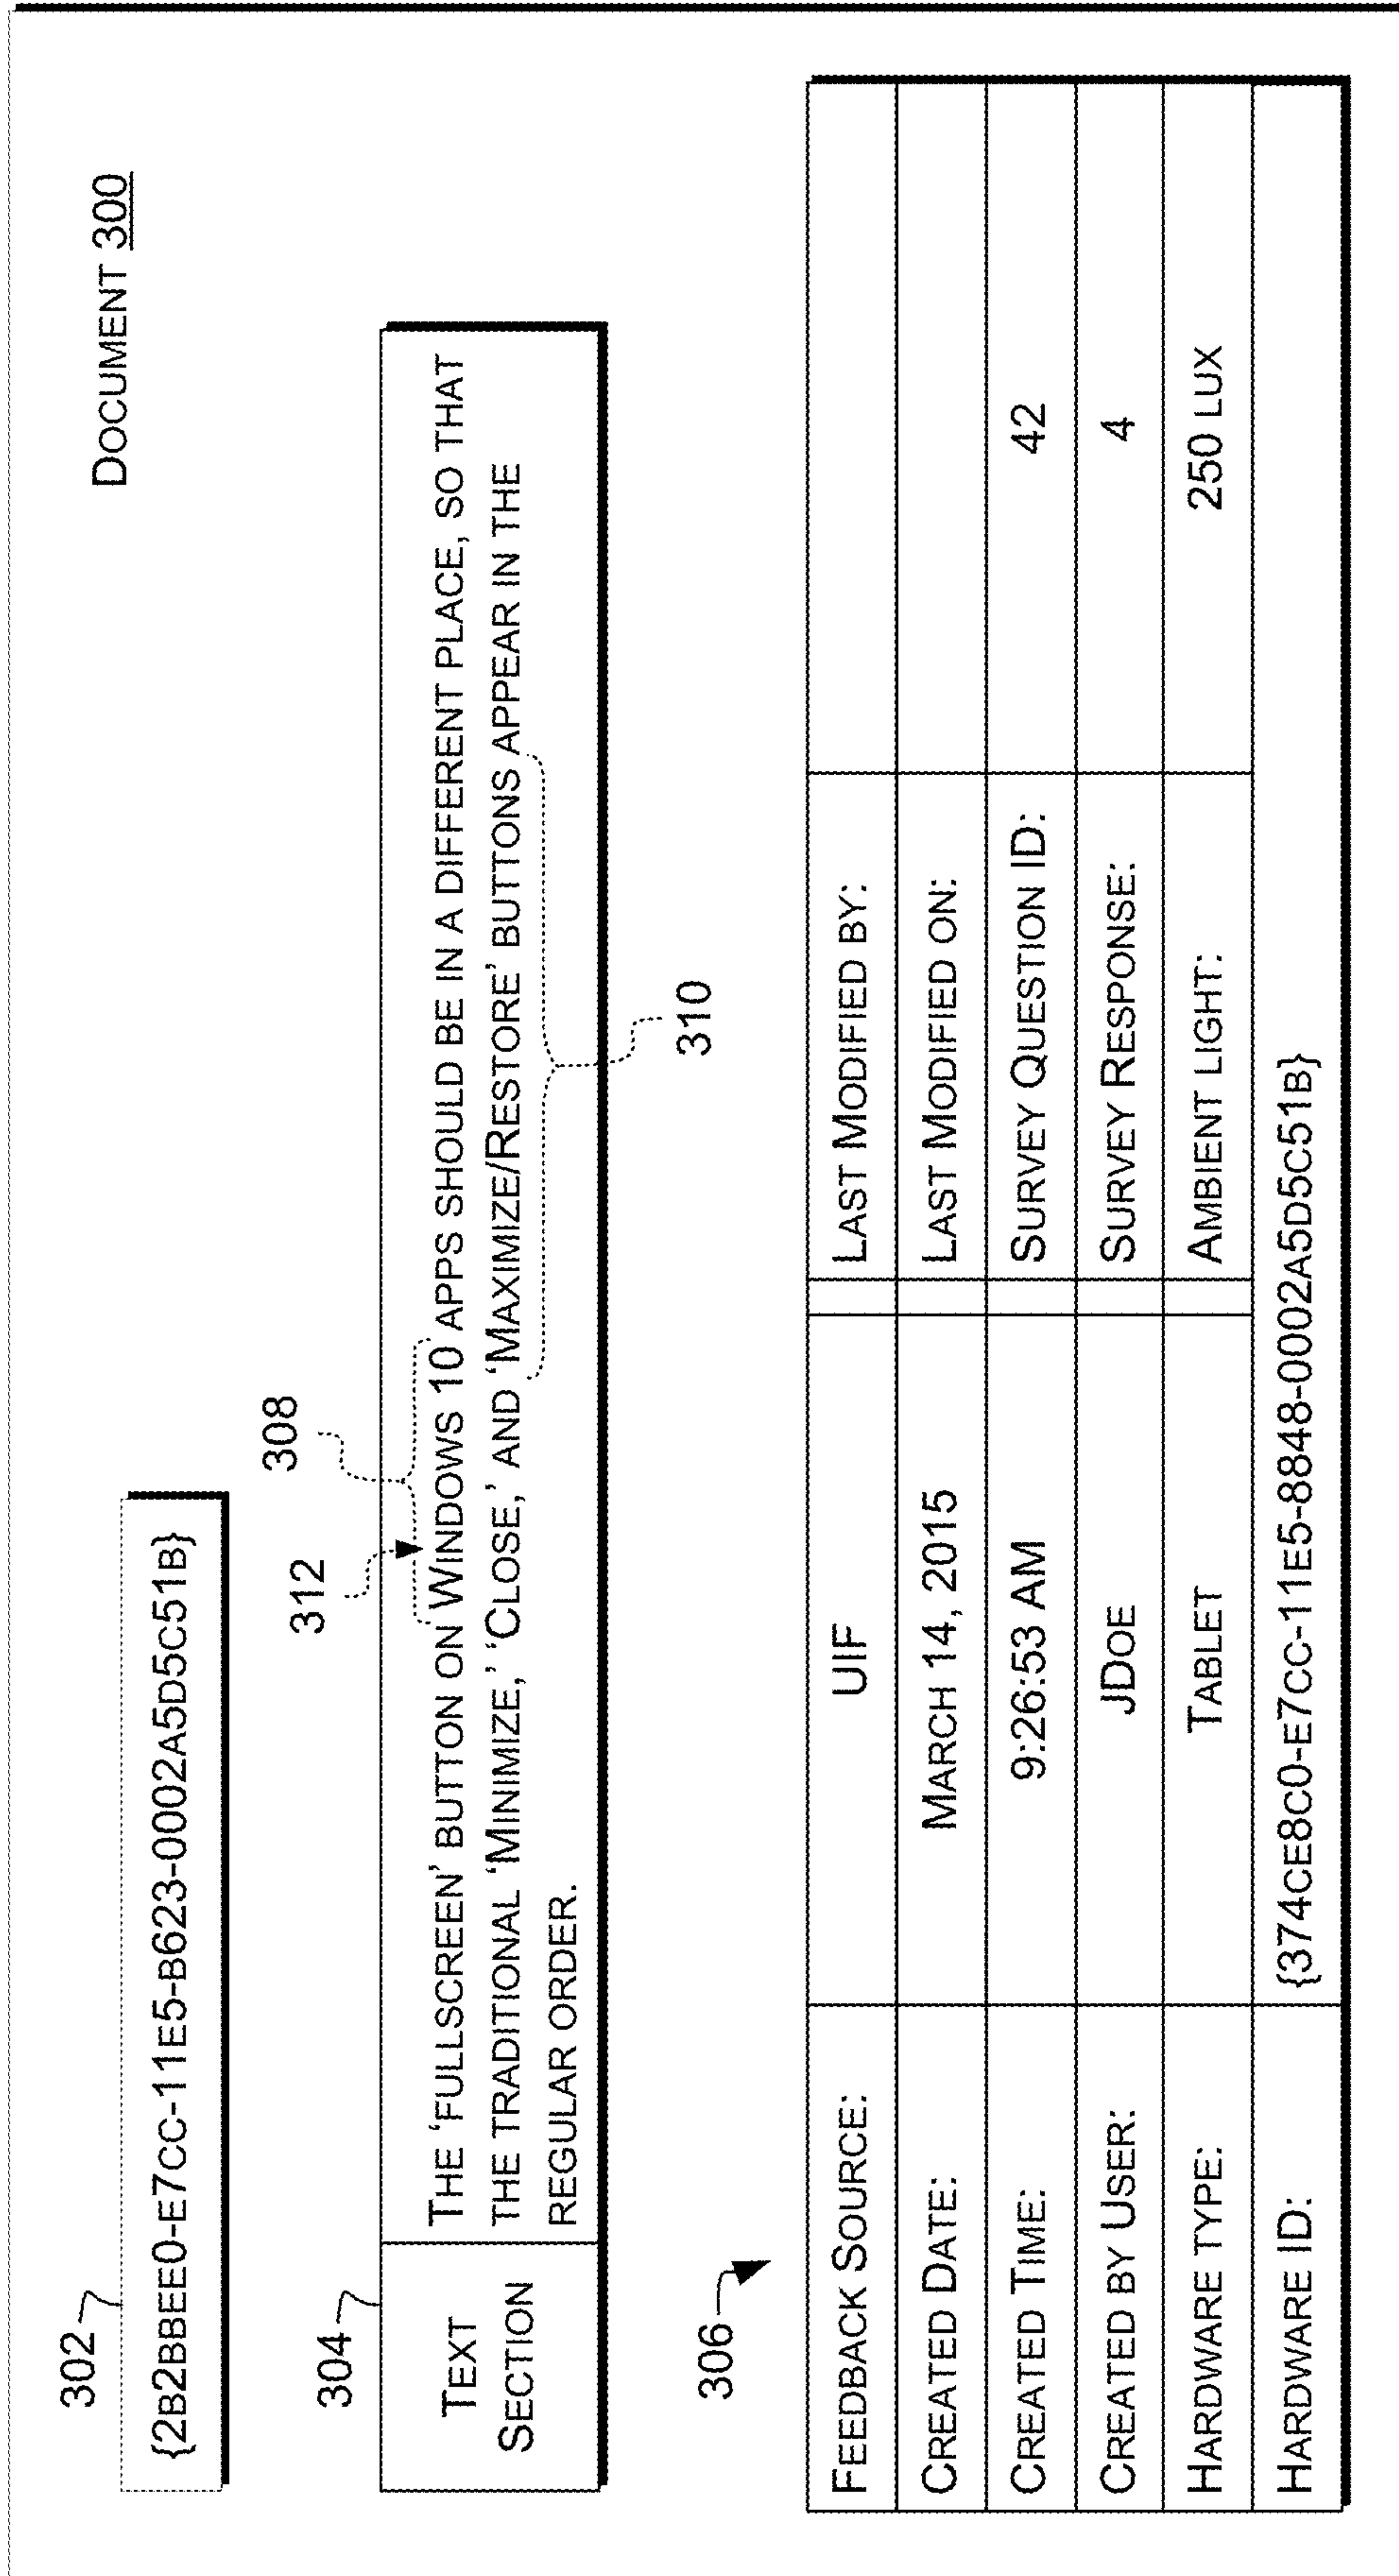 DOCUMENT 300
302
{2B2BBEE0-E7CC-11E5-B623-0002A5D5C51B}
304
312
308
TEXT
SECTION
THE 'FULLSCREEN' BUTTON ON WINDOWS 10 APPS SHOULD BE IN A DIFFERENT PLACE, SO THAT
THE TRADITIONAL 'MINIMIZE,' 'CLOSE,' AND 'MAXIMIZE/RESTORE' BUTTONS APPEAR IN THE
REGULAR ORDER.
310
306
FEEDBACK SOURCE: UIF LAST MODIFIED BY:
CREATED DATE: MARCH 14, 2015 LAST MODIFIED ON:
CREATED TIME: 9:26:53 AM SURVEY QUESTION ID: 42
CREATED BY USER: JDOE SURVEY RESPONSE: 4
HARDWARE TYPE: TABLET AMBIENT LIGHT: 250 LUX
HARDWARE ID: {374CE8C0-E7CC-11E5-8848-0002A5D5C51B}